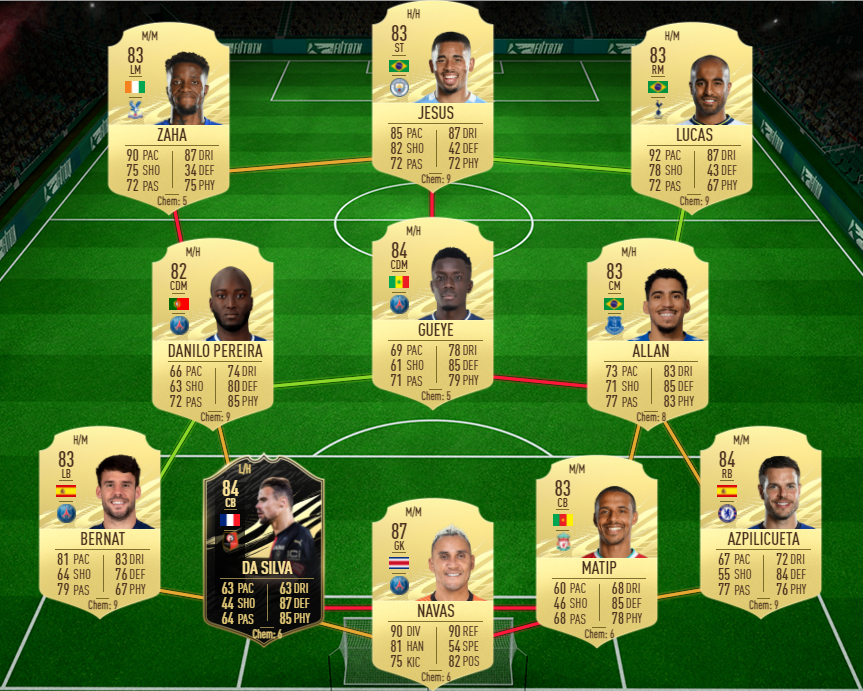 FUTBIN
FUTBIN
FUTBIN
FUTBIN
M/M
83
LM
ZAHA
90 PAC 87 DRI
75 SHO 34 DEF
72 PAS 75 PHY
Chem: 5
H/H
83
ST
JESUS
85 PAC 87 DRI
82 SHO 42 DEF
72 PAS 72 PHY
Chem: 9
H/M
83
RM
LUCAS
92 PAC 87 DRI
78 SHO 43 DEF
72 PAS 67 PHY
Chem: 9
M/H
82
CDM
DANILO PEREIRA
66 PAC 74 DRI
63 SHO 80 DEF
72 PAS 85 PHY
Chem: 9
M/H
84
CDM
GUEYE
69 PAC 78 DRI
61 SHO 85 DEF
71 PAS 79 PHY
Chem: 5
M/H
83
CM
ALLAN
73 PAC 83 DRI
71 SHO 85 DEF
77 PAS 83 PHY
Chem: 8
H/M
83
LB
BERNAT
81 PAC 83 DRI
64 SHO 76 DEF
79 PAS 67 PHY
Chem: 9
L/H
84
CB
DA SILVA
63 PAC 63 DRI
44 SHO 87 DEF
64 PAS 85 PHY
Chem: 6
M/M
87
GK
NAVAS
90 DIV 90 REF
81 HAN 54 SPE
75 KIC 82 POS
Chem: 6
M/M
83
CB
MATIP
60 PAC 68 DRI
46 SHO 85 DEF
68 PAS 78 PHY
Chem: 6
M/M
84
RB
AZPILICUETA
67 PAC 72 DRI
55 SHO 84 DEF
77 PAS 76 PHY
Chem: 9